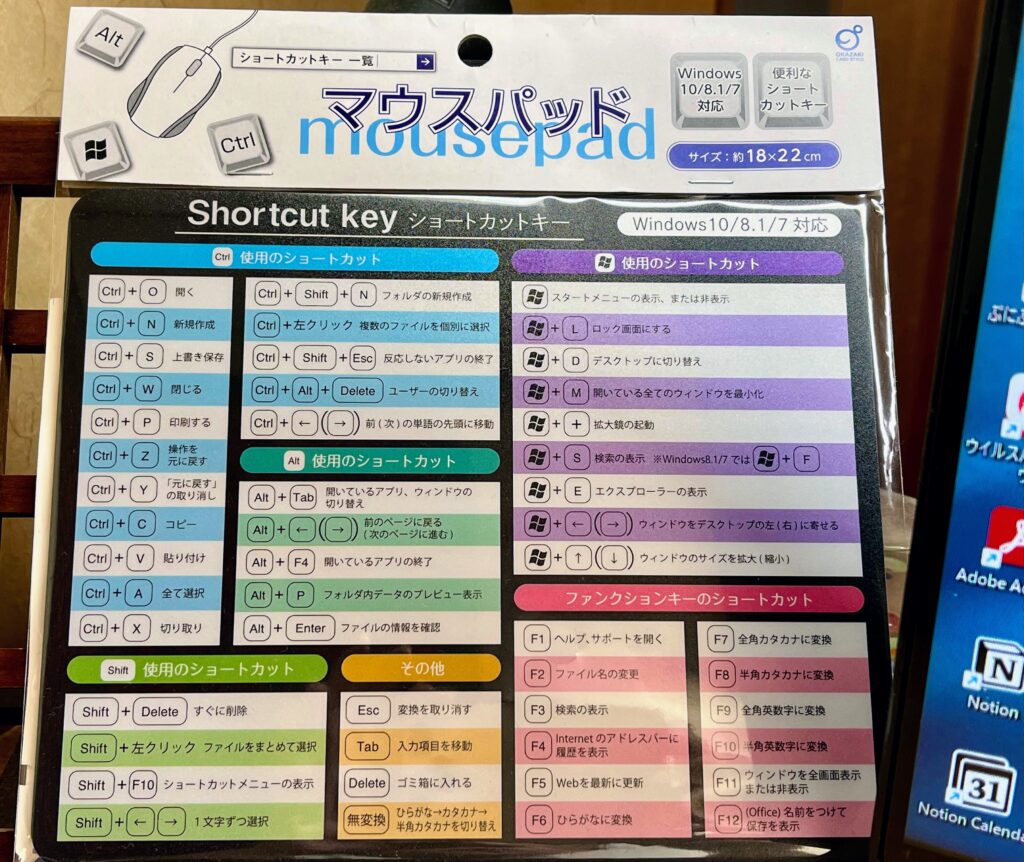 Alt
Ctrl
ショートカットキー 一覧
マウスパッド
mousepad
Windows
10/8.1/7
対応
便利な
ショート
カットキー
OKAZAKI
サイズ：約18×22cm
Shortcut key ショートカットキー
Windows10/8.1/7 対応
Ctrl 使用のショートカット
Ctrl + O 開く
Ctrl + N 新規作成
Ctrl + S 上書き保存
Ctrl + W 閉じる
Ctrl + P 印刷する
Ctrl + Z 操作を
元に戻す
Ctrl + Y 「元に戻す」
の取り消し
Ctrl + C コピー
Ctrl + V 貼り付け
Ctrl + A 全て選択
Ctrl + X 切り取り
Ctrl + Shift + N フォルダの新規作成
Ctrl + 左クリック 複数のファイルを個別に選択
Ctrl + Shift + Esc 反応しないアプリの終了
Ctrl + Alt + Delete ユーザーの切り替え
Ctrl + ← (→) 前(次)の単語の先頭に移動
Alt 使用のショートカット
Alt + Tab 開いているアプリ、ウィンドウの
切り替え
Alt + ← (→) 前のページに戻る
(次のページに進む)
Alt + F4 開いているアプリの終了
Alt + P フォルダ内データのプレビュー表示
Alt + Enter ファイルの情報を確認
使用のショートカット
スタートメニューの表示、または非表示
+ L ロック画面にする
+ D デスクトップに切り替え
+ M 開いている全てのウィンドウを最小化
+ + 拡大鏡の起動
+ S 検索の表示 ※Windows8.1/7では + F
+ E エクスプローラーの表示
+ ← (→) ウィンドウをデスクトップの左(右)に寄せる
+ ↑ (↓) ウィンドウのサイズを拡大(縮小)
Shift 使用のショートカット
Shift + Delete すぐに削除
Shift + 左クリック ファイルをまとめて選択
Shift + F10 ショートカットメニューの表示
Shift + ← → 1文字ずつ選択
その他
Esc 変換を取り消す
Tab 入力項目を移動
Delete ゴミ箱に入れる
無変換 ひらがな→カタカナ→
半角カタカナを切り替え
ファンクションキーのショートカット
F1 ヘルプ、サポートを開く
F2 ファイル名の変更
F3 検索の表示
F4 Internetのアドレスバーに
履歴を表示
F5 Webを最新に更新
F6 ひらがなに変換
F7 全角カタカナに変換
F8 半角カタカナに変換
F9 全角英数字に変換
F10 半角英数字に変換
F11 ウィンドウを全画面表示
または非表示
F12 (Office) 名前をつけて
保存を表示
ぷにぷ
ウイルス
Adobe A
Notion
31
Notion Calenda